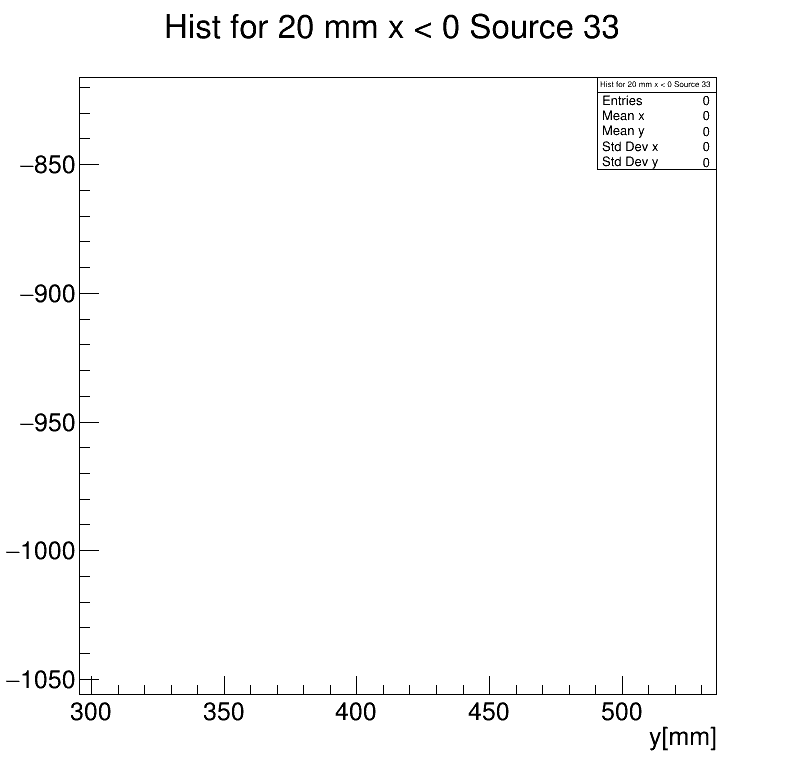 Hist for 20 mm x < 0 Source 33
Hist for 20 mm x < 0 Source 33
Entries 0
Mean x 0
Mean y 0
Std Dev x 0
Std Dev y 0
−850
−900
−950
−1000
−1050
300 350 400 450 500
y[mm]